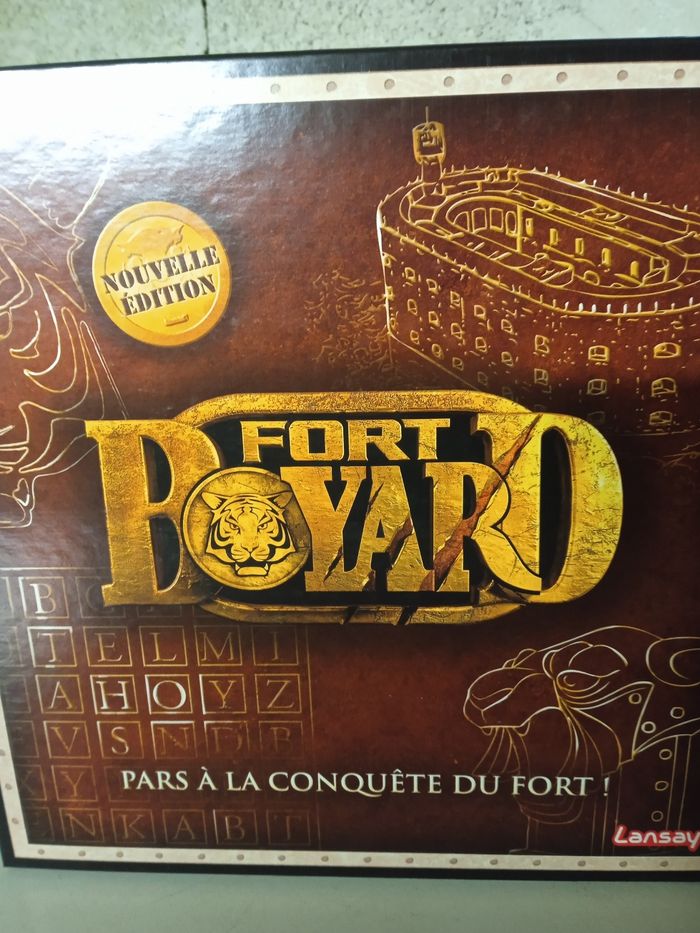 NOUVELLE
ÉDITION
FORT
BOYARD
B
T E L M I
A H O Y Z
V S N D B
Y
N K A B T
PARS À LA CONQUÊTE DU FORT !
Lansay